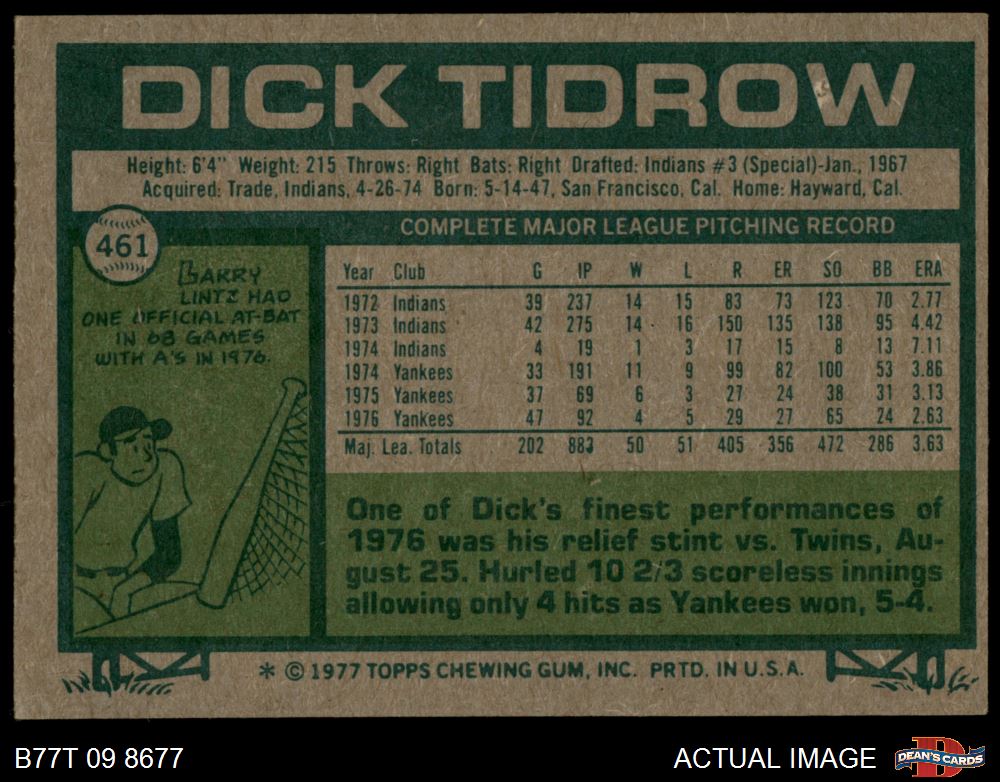 DICK TIDROW
Height: 6'4" Weight: 215 Throws: Right Bats: Right Drafted: Indians #3 (Special)-Jan., 1967
Acquired: Trade, Indians, 4-26-74 Born: 5-14-47, San Francisco, Cal. Home: Hayward, Cal.
461
LARRY
LINTZ HAD
ONE OFFICIAL AT-BAT
IN 68 GAMES
WITH A'S IN 1976.
COMPLETE MAJOR LEAGUE PITCHING RECORD
Year Club G IP W L R ER SO BB ERA
1972 Indians 39 237 14 15 83 73 123 70 2.77
1973 Indians 42 275 14 16 150 135 138 95 4.42
1974 Indians 4 19 1 3 17 15 8 13 7.11
1974 Yankees 33 191 11 9 99 82 100 53 3.86
1975 Yankees 37 69 6 3 27 24 38 31 3.13
1976 Yankees 47 92 4 5 29 27 65 24 2.63
Maj. Lea. Totals 202 883 50 51 405 356 472 286 3.63
One of Dick's finest performances of
1976 was his relief stint vs. Twins, Au-
gust 25. Hurled 10 2/3 scoreless innings
allowing only 4 hits as Yankees won, 5-4.
* © 1977 TOPPS CHEWING GUM, INC. PRTD. IN U.S.A.
B77T 09 8677
ACTUAL IMAGE
D
DEAN'S CARDS